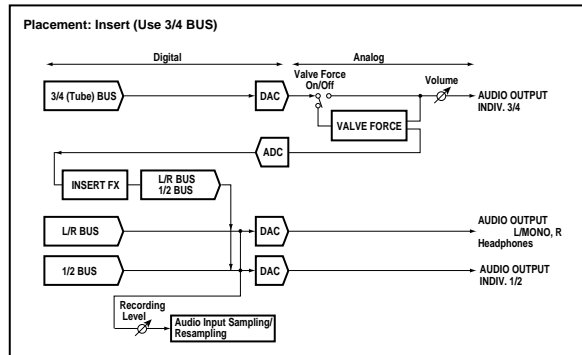 Placement: Insert (Use 3/4 BUS)
Digital
Analog
Valve Force
On/Off
Volume
3/4 (Tube) BUS
DAC
AUDIO OUTPUT
INDIV. 3/4
VALVE FORCE
ADC
INSERT FX
L/R BUS
1/2 BUS
L/R BUS
DAC
AUDIO OUTPUT
L/MONO, R
Headphones
1/2 BUS
DAC
AUDIO OUTPUT
INDIV. 1/2
Recording
Level
Audio Input Sampling/
Resampling